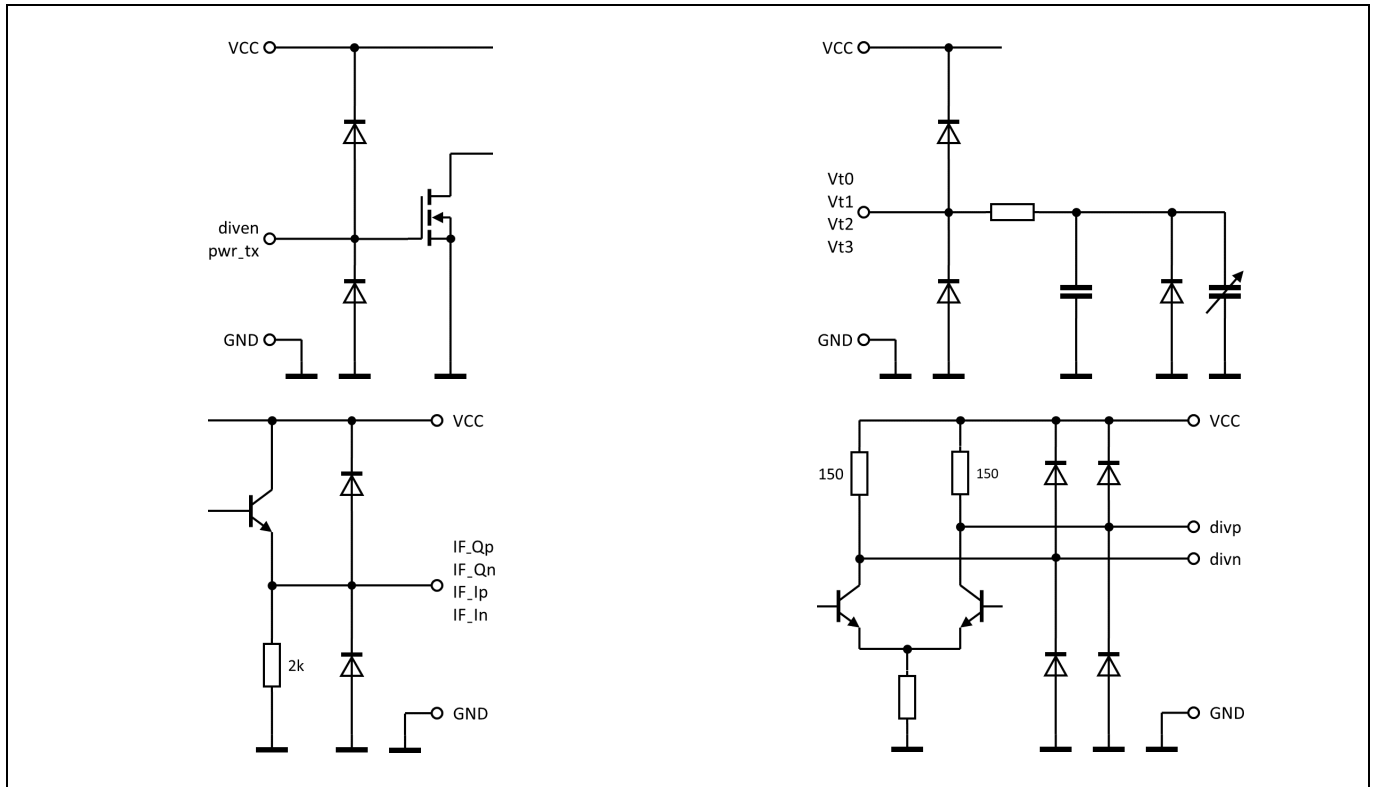 VCC
diven
pwr_tx
GND
VCC
Vt0
Vt1
Vt2
Vt3
GND
VCC
IF_Qp
IF_Qn
IF_Ip
IF_In
2k
GND
VCC
150
150
divp
divn
GND